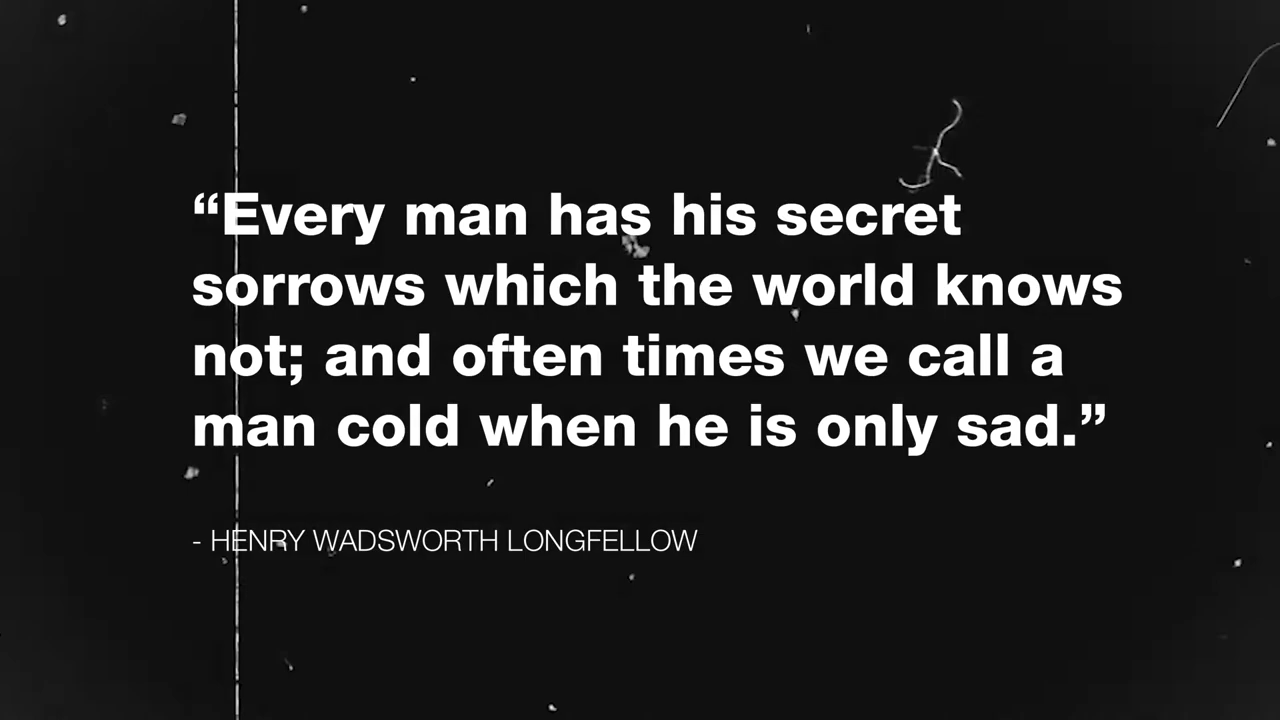 “Every man has his secret
sorrows which the world knows
not; and often times we call a
man cold when he is only sad.”
- HENRY WADSWORTH LONGFELLOW